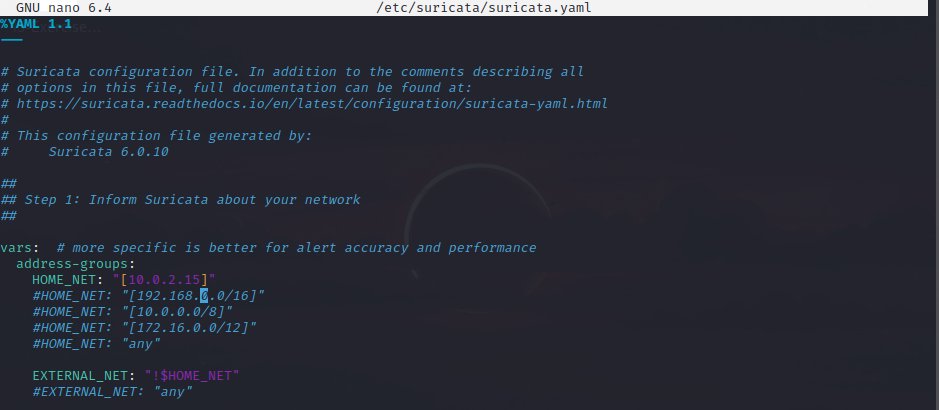 GNU nano 6.4 /etc/suricata/suricata.yaml
%YAML 1.1
---
# Suricata configuration file. In addition to the comments describing all
# options in this file, full documentation can be found at:
# https://suricata.readthedocs.io/en/latest/configuration/suricata-yaml.html
#
# This configuration file generated by:
#     Suricata 6.0.10
##
## Step 1: Inform Suricata about your network
##
vars:  # more specific is better for alert accuracy and performance
  address-groups:
    HOME_NET: "[10.0.2.15]"
    #HOME_NET: "[192.168.0.0/16]"
    #HOME_NET: "[10.0.0.0/8]"
    #HOME_NET: "[172.16.0.0/12]"
    #HOME_NET: "any"
    EXTERNAL_NET: "!$HOME_NET"
    #EXTERNAL_NET: "any"